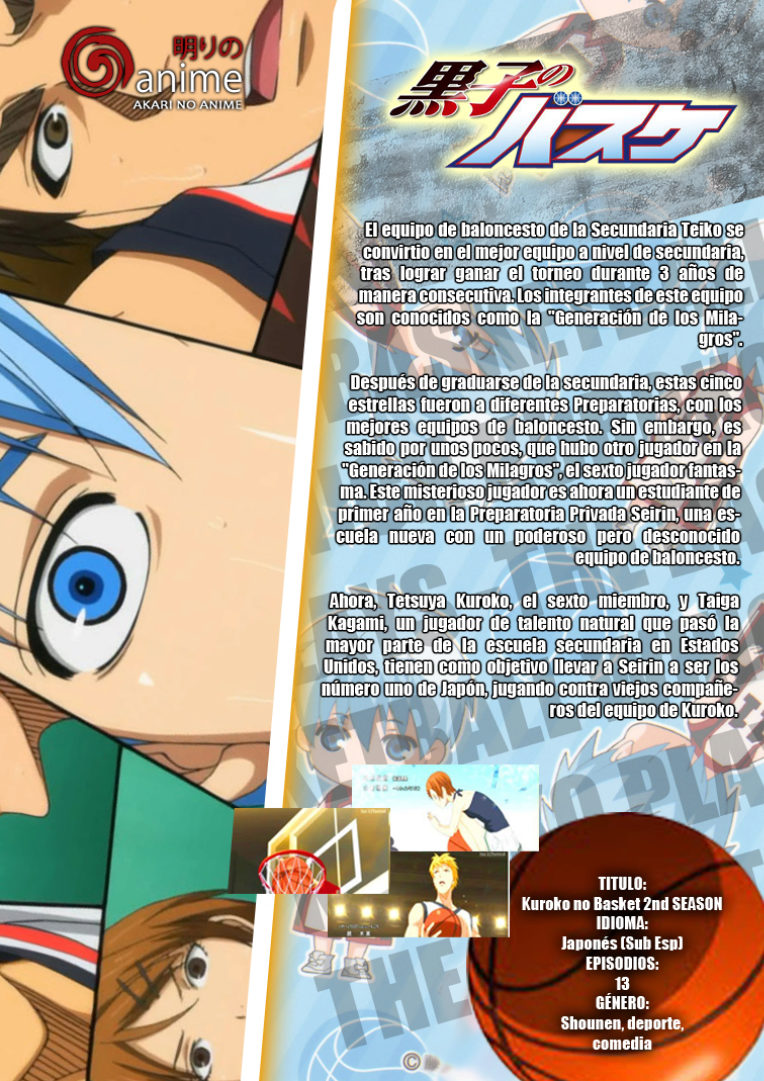 明りの
anime
AKARI NO ANIME
黒子の
バスケ
El equipo de baloncesto de la Secundaria Teiko se
convirtio en el mejor equipo a nivel de secundaria,
tras lograr ganar el torneo durante 3 años de
manera consecutiva. Los integrantes de este equipo
son conocidos como la "Generación de los Mila-
gros".
Después de graduarse de la secundaria, estas cinco
estrellas fueron a diferentes Preparatorias, con los
mejores equipos de baloncesto. Sin embargo, es
sabido por unos pocos, que hubo otro jugador en la
"Generación de los Milagros", el sexto jugador fantas-
ma. Este misterioso jugador es ahora un estudiante de
primer año en la Preparatoria Privada Seirin, una es-
cuela nueva con un poderoso pero desconocido
equipo de baloncesto.
Ahora, Tetsuya Kuroko, el sexto miembro, y Taiga
Kagami, un jugador de talento natural que pasó la
mayor parte de la escuela secundaria en Estados
Unidos, tienen como objetivo llevar a Seirin a ser los
número uno de Japón, jugando contra viejos compañe-
ros del equipo de Kuroko.
TITULO:
Kuroko no Basket 2nd SEASON
IDIOMA:
Japonés (Sub Esp)
EPISODIOS:
13
GÉNERO:
Shounen, deporte,
comedia
©